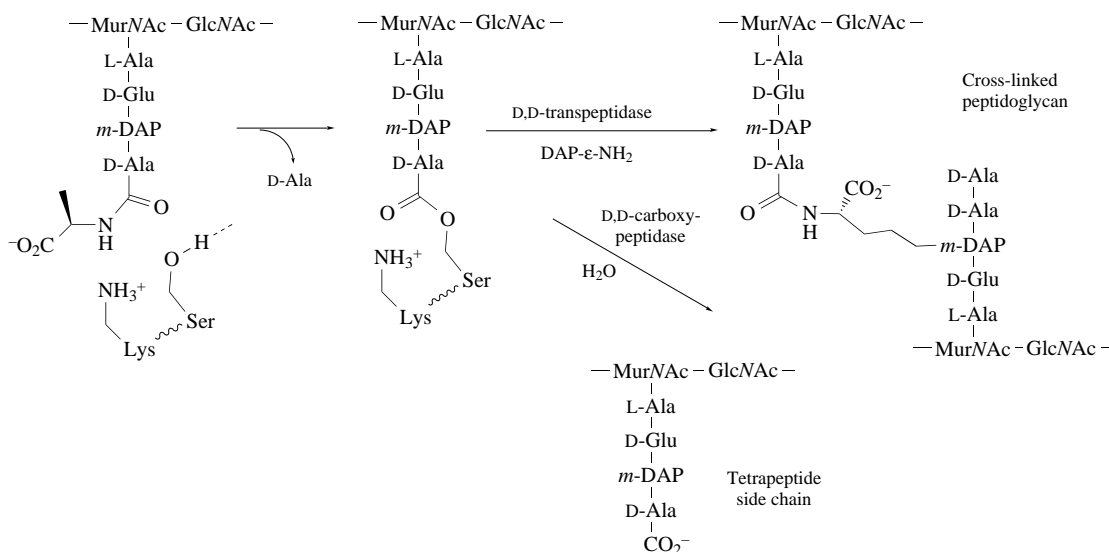 — MurNAc – GlcNAc –
L-Ala
D-Glu
m-DAP
D-Ala
O
N
H
⁻O₂C
H
O
NH₃⁺
Ser
Lys
D-Ala
— MurNAc – GlcNAc –
L-Ala
D-Glu
m-DAP
D-Ala
O
O
NH₃⁺
Ser
Lys
D,D-transpeptidase
DAP-ε-NH₂
D,D-carboxy-
peptidase
H₂O
— MurNAc – GlcNAc –
L-Ala
D-Glu
m-DAP
D-Ala
O
N
H
CO₂⁻
Cross-linked
peptidoglycan
D-Ala
D-Ala
m-DAP
D-Glu
L-Ala
— MurNAc – GlcNAc –
— MurNAc – GlcNAc –
L-Ala
D-Glu
m-DAP
D-Ala
CO₂⁻
Tetrapeptide
side chain